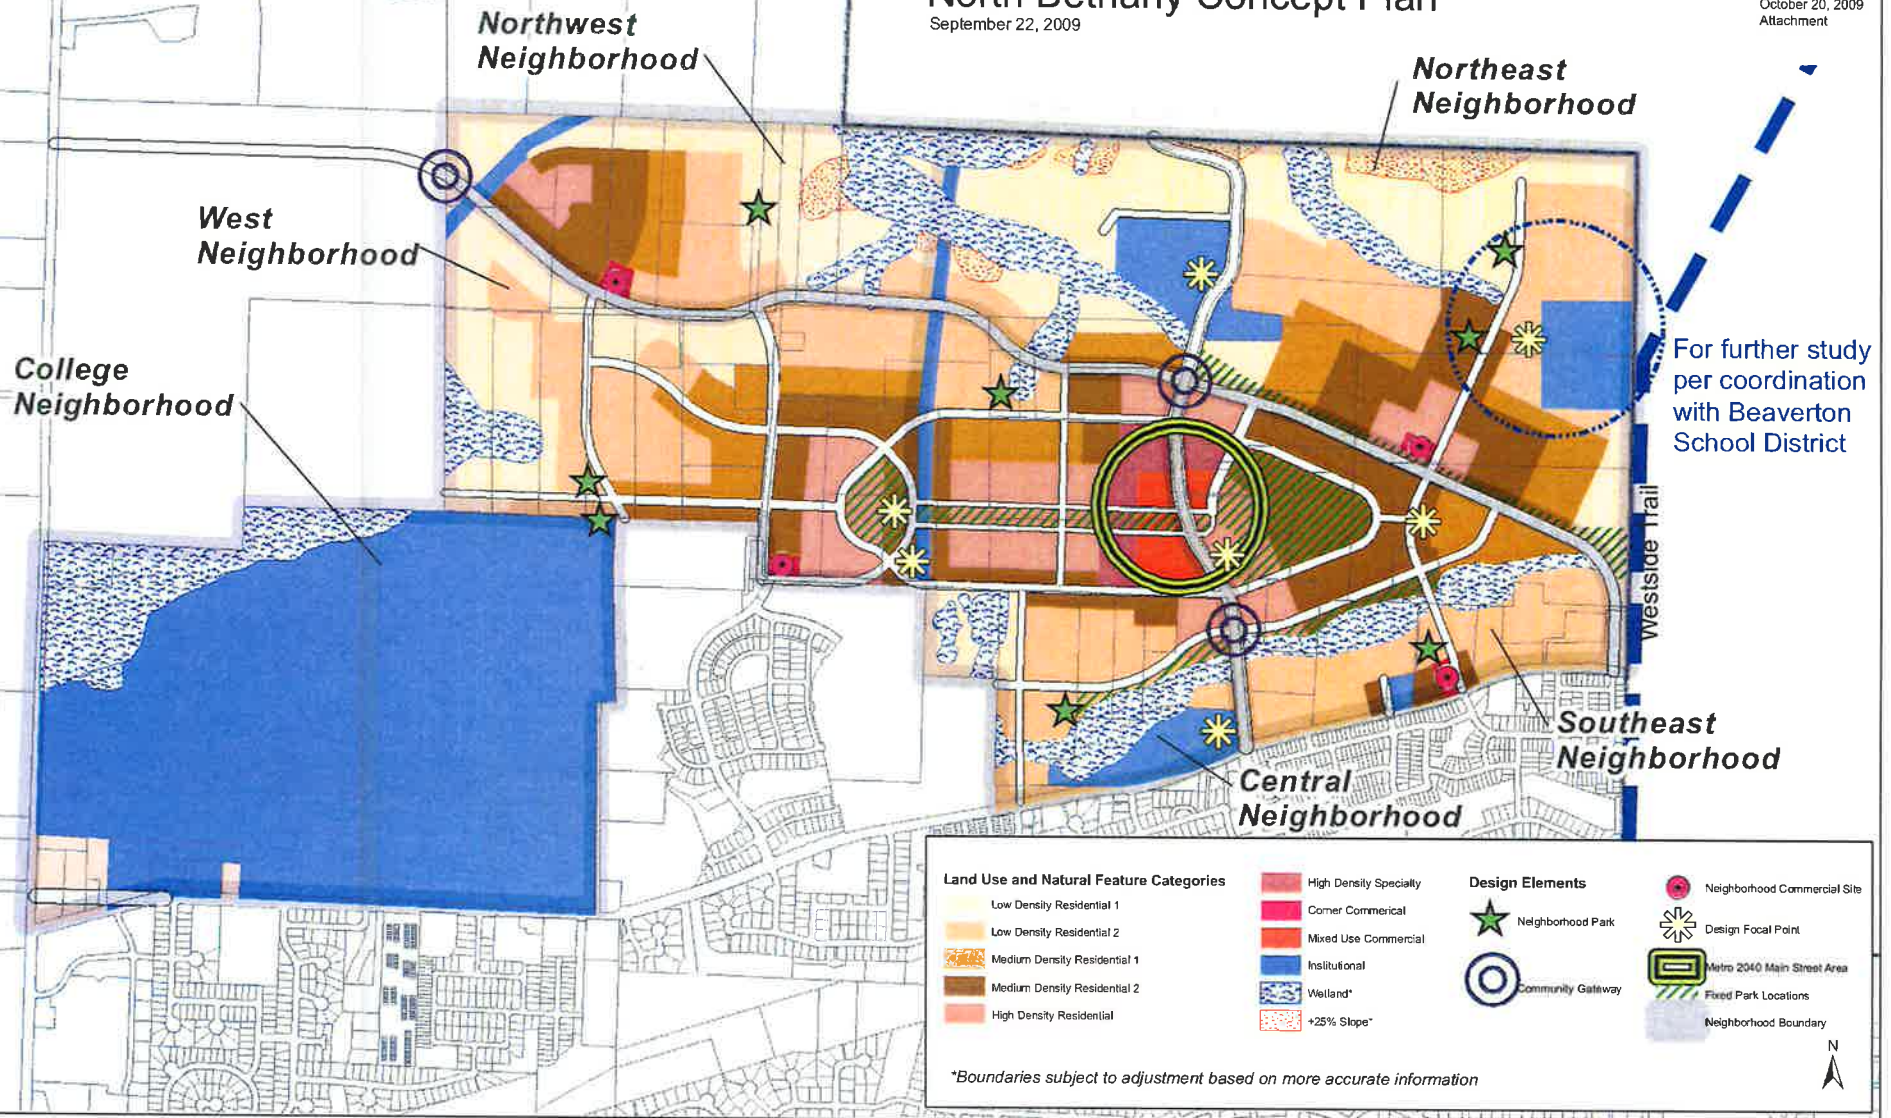 North Bethany Concept Plan
September 22, 2009
October 20, 2009
Attachment
Northwest
Neighborhood
Northeast
Neighborhood
West
Neighborhood
College
Neighborhood
For further study
per coordination
with Beaverton
School District
Westside Trail
Southeast
Neighborhood
Central
Neighborhood
Land Use and Natural Feature Categories
Low Density Residential 1
Low Density Residential 2
Medium Density Residential 1
Medium Density Residential 2
High Density Residential
High Density Specialty
Corner Commerical
Mixed Use Commercial
Institutional
Wetland*
+25% Slope*
Design Elements
Neighborhood Park
Community Gateway
Neighborhood Commercial Site
Design Focal Point
Metro 2040 Main Street Area
Fixed Park Locations
Neighborhood Boundary
N
*Boundaries subject to adjustment based on more accurate information